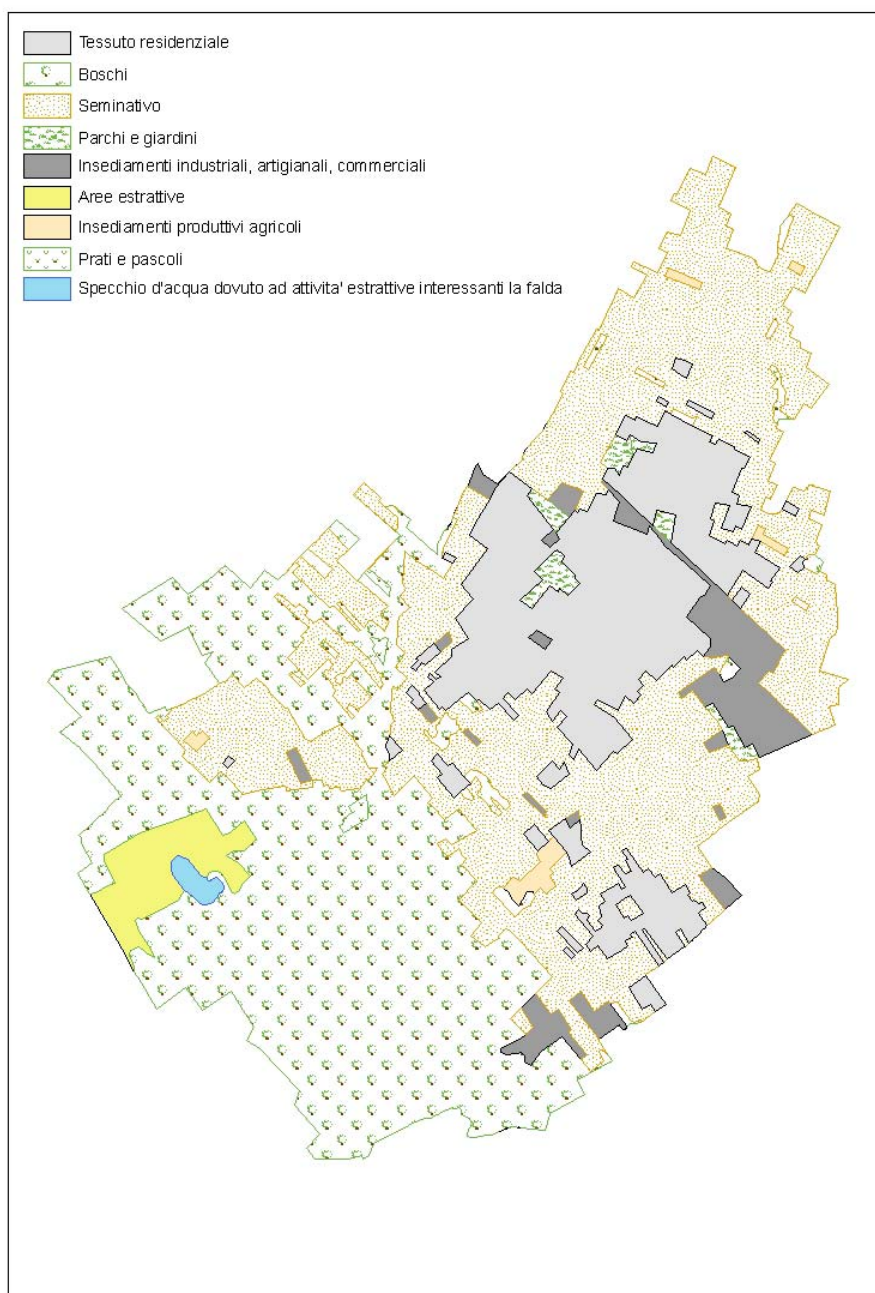 Tessuto residenziale
Boschi
Seminativo
Parchi e giardini
Insediamenti industriali, artigianali, commerciali
Aree estrattive
Insediamenti produttivi agricoli
Prati e pascoli
Specchio d'acqua dovuto ad attivita' estrattive interessanti la falda